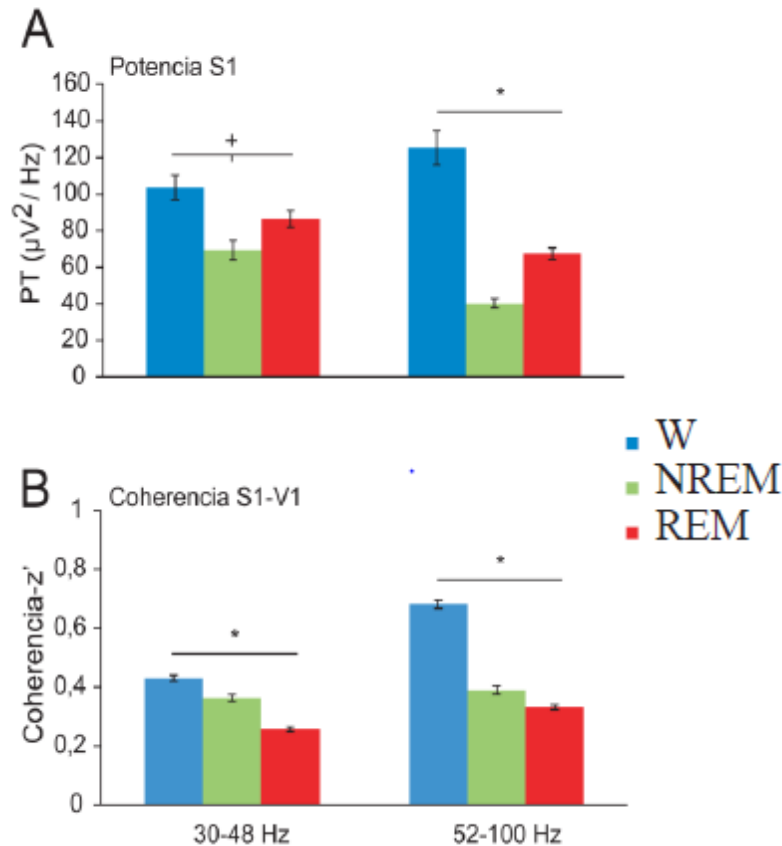 A
Potencia S1
160
140
120
100
80
60
40
20
0
PT (µV²/ Hz)
+
*
W
NREM
REM
B
Coherencia S1-V1
1
0,8
0,6
0,4
0,2
0
Coherencia-z'
*
*
30-48 Hz
52-100 Hz